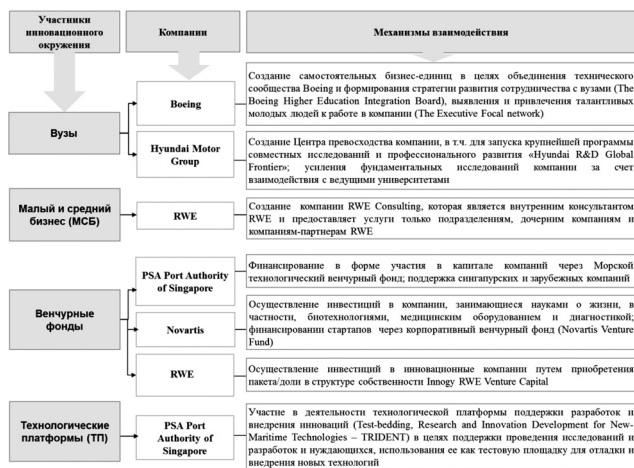 Участники
инновационного
окружения
Компании
Механизмы взаимодействия
Вузы
Boeing
Создание самостоятельных бизнес-единиц в целях объединения технического
сообщества Boeing и формирования стратегии развития сотрудничества с вузами (The
Boeing Higher Education Integration Board), выявления и привлечения талантливых
молодых людей к работе в компании (The Executive Focal network)
Hyundai Motor
Group
Создание Центра превосходства компании, в т.ч. для запуска крупнейшей программы
совместных исследований и профессионального развития «Hyundai R&D Global
Frontier»; усиления фундаментальных исследований компании за счет
взаимодействия с ведущими университетами
Малый и средний
бизнес (МСБ)
RWE
Создание компании RWE Consulting, которая является внутренним консультантом
RWE и предоставляет услуги только подразделениям, дочерним компаниям и
компаниям-партнерам RWE
Венчурные
фонды
PSA Port Authority
of Singapore
Финансирование в форме участия в капитале компаний через Морской
технологический венчурный фонд; поддержка сингапурских и зарубежных компаний
Novartis
Осуществление инвестиций в компании, занимающиеся науками о жизни, в
частности, биотехнологиями, медицинским оборудованием и диагностикой;
финансировании стартапов через корпоративный венчурный фонд (Novartis Venture
Fund)
RWE
Осуществление инвестиций в инновационные компании путем приобретения
пакета/доли в структуре собственности Innogy RWE Venture Capital
Технологические
платформы (ТП)
PSA Port
Authority of
Singapore
Участие в деятельности технологической платформы поддержки разработок и
внедрения инноваций (Test-bedding, Research and Innovation Development for New-
Maritime Technologies – TRIDENT) в целях поддержки проведения исследований и
разработок и нуждающихся, использования ее как тестовую площадку для отладки и
внедрения новых технологий